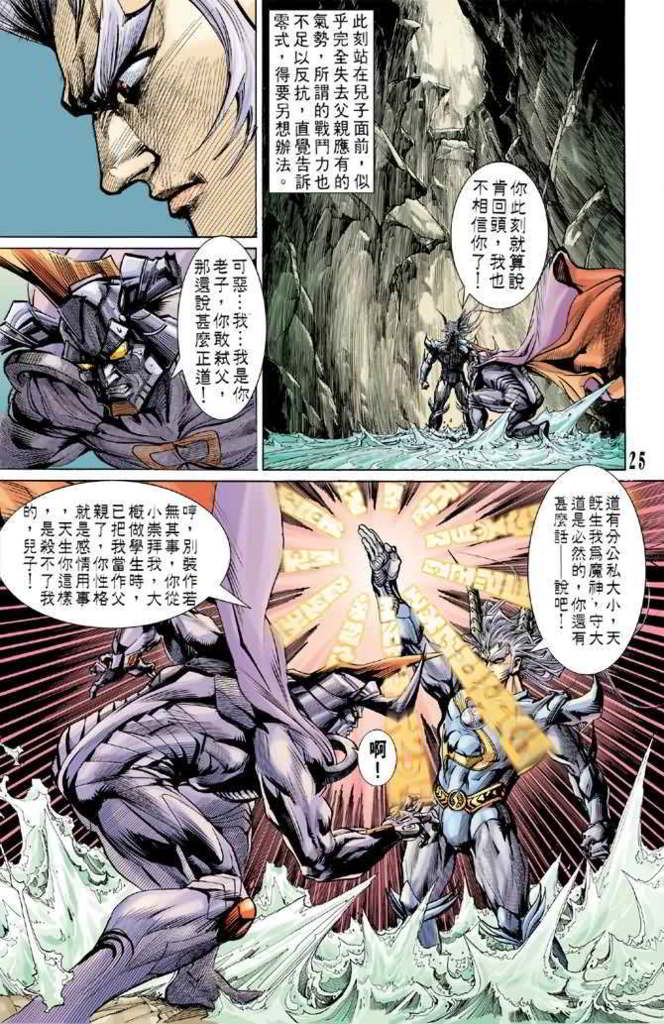 此刻站在兒子面前，似
乎完全失去父親應有的
氣勢，所謂的戰鬥力也
不足以反抗，直覺告訴
零式，得要另想辦法。
你此刻就算說
肯回頭，我也
不相信你了！
可惡…我…我是你
老子，你敢弒父，
那還說甚麼正道！
25
道有分公私大小，天
既生我為魔神，守大
道是必然的，你還有
甚麼話——說吧！
啊！
哼，別裝作若
無其事，你從
小崇拜我，大
概做學生時，
已把我當作父
親了，你性格
就是感情用事
，天生你這樣
，是殺不了我
的，兒子！